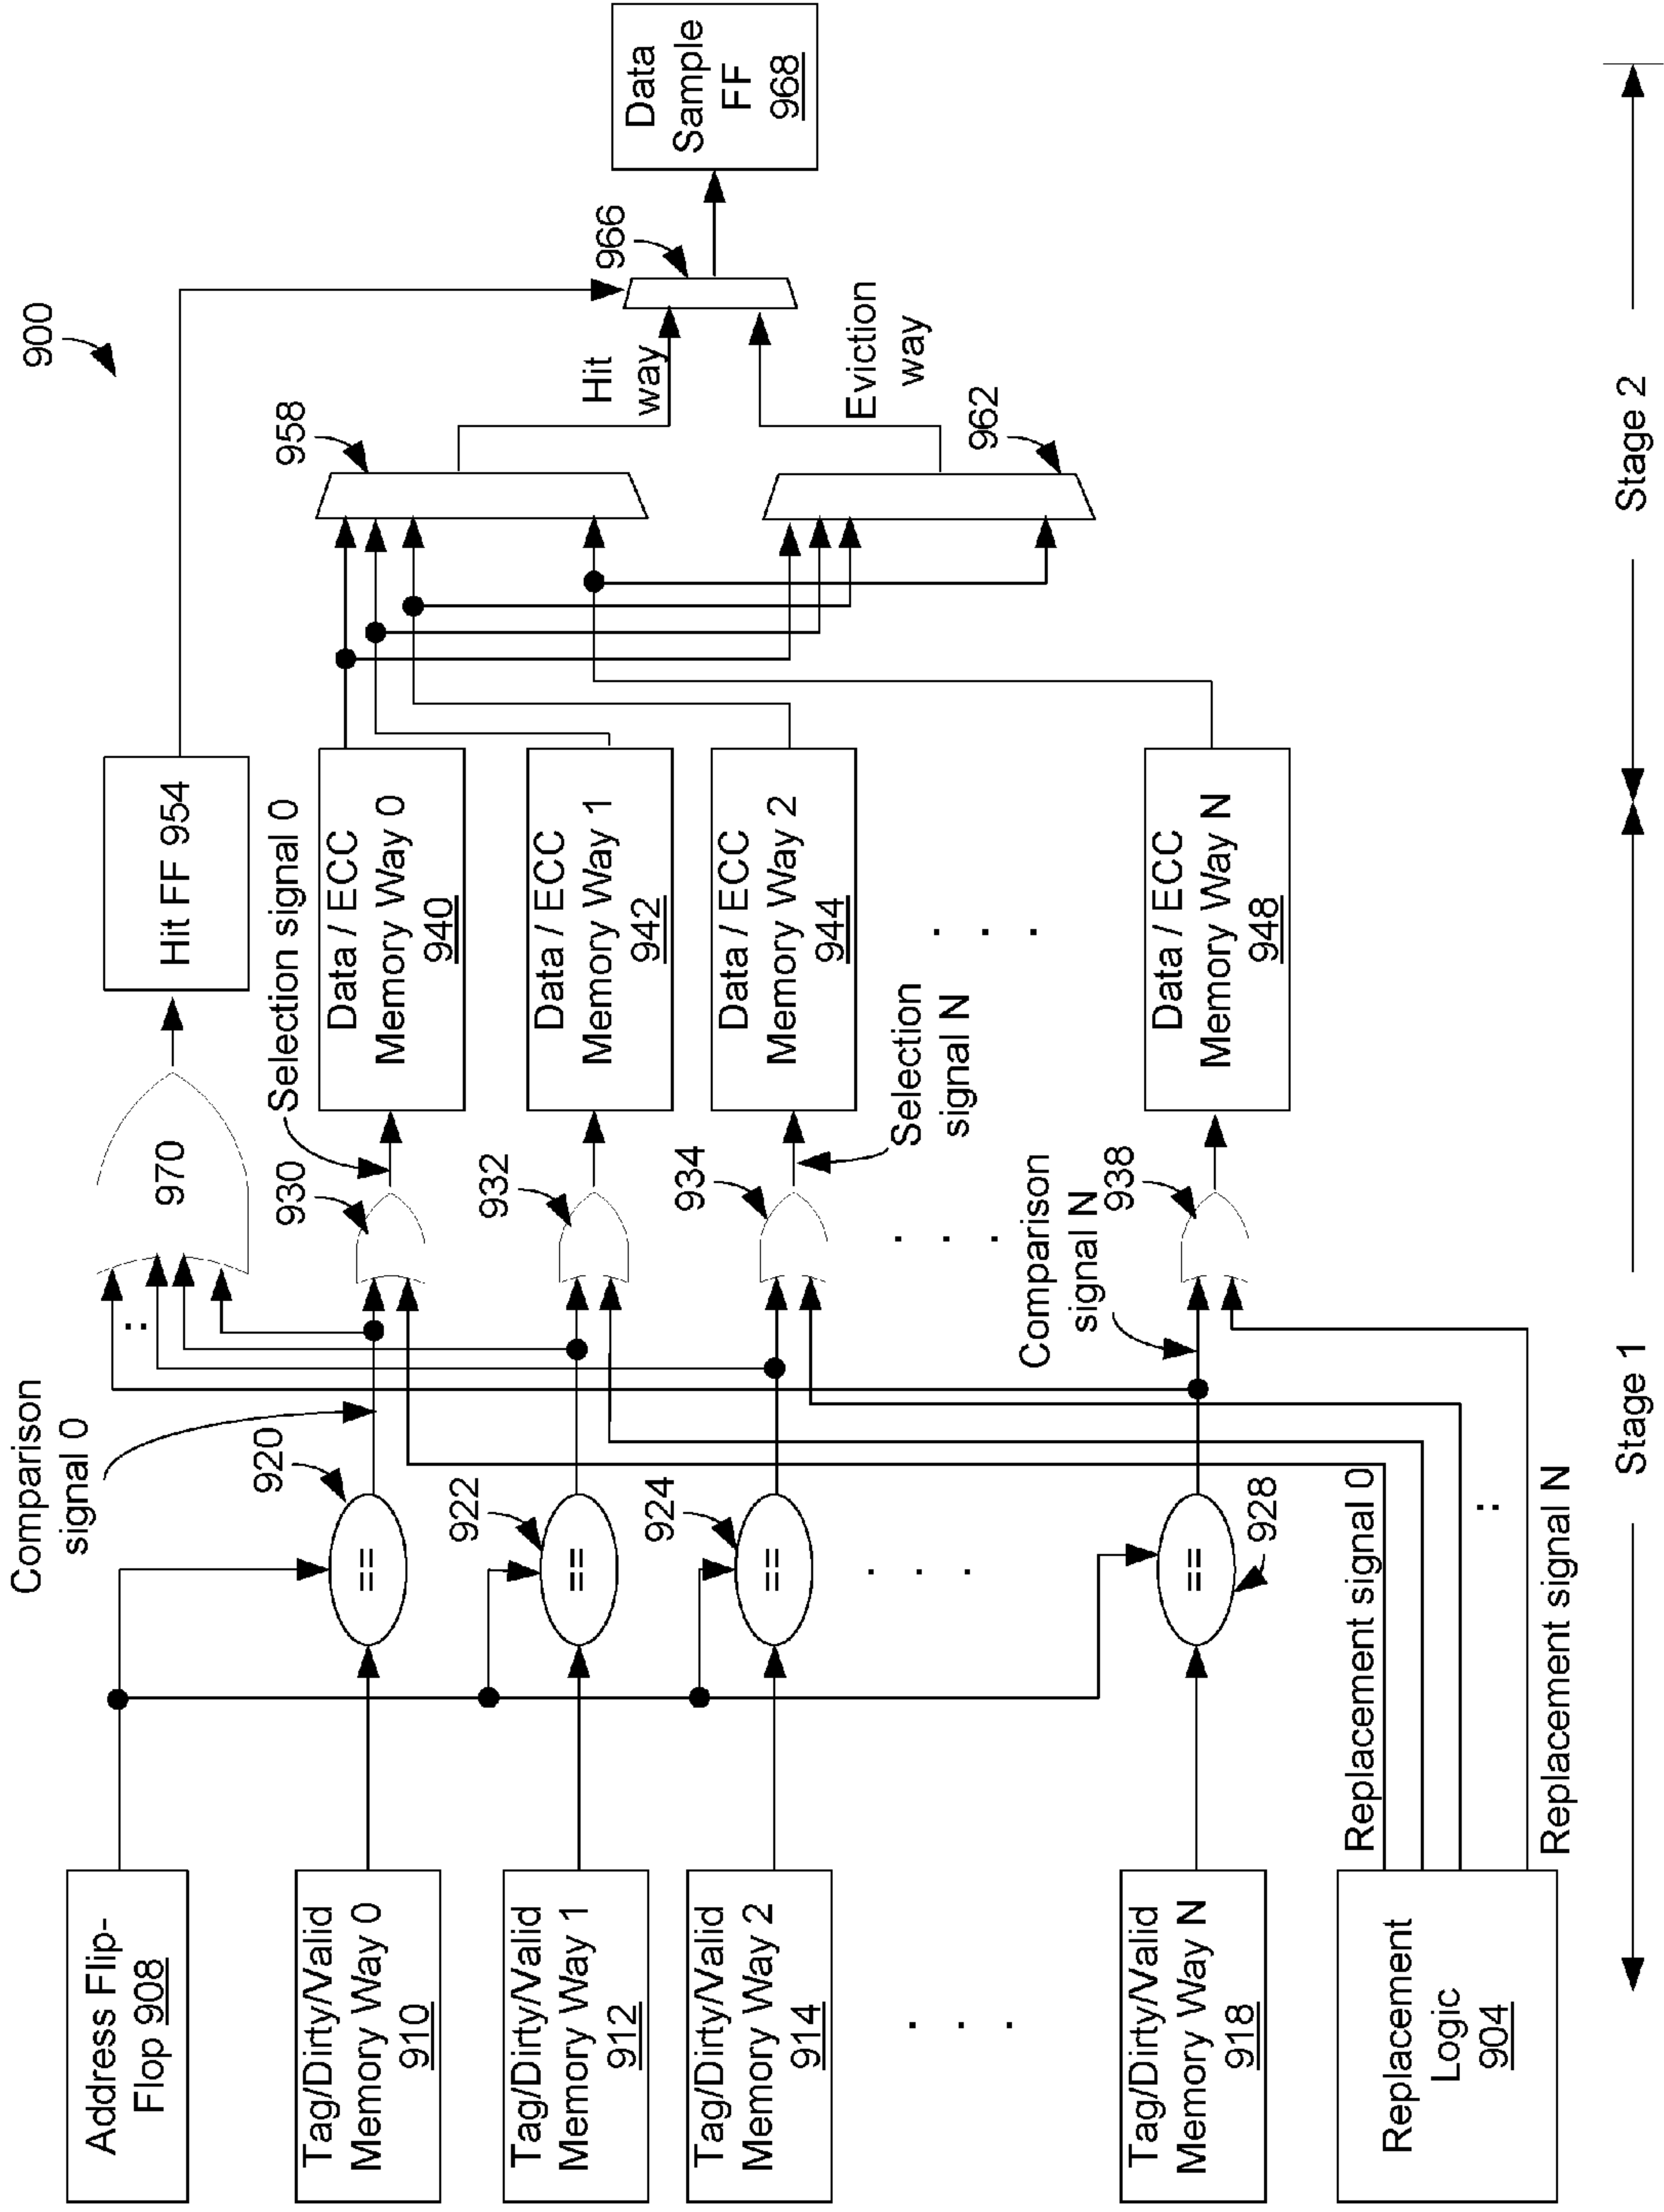 900
Address Flip-
Flop 908
Tag/Dirty/Valid
Memory Way 0
910
Tag/Dirty/Valid
Memory Way 1
912
Tag/Dirty/Valid
Memory Way 2
914
. . .
Tag/Dirty/Valid
Memory Way N
918
Replacement
Logic
904
Comparison
signal 0
920
==
922
==
924
==
. . .
==
928
Replacement signal 0
..
Replacement signal N
..
970
930
Selection signal 0
932
934
Selection
signal N
. . .
Comparison
signal N
938
Hit FF 954
Data / ECC
Memory Way 0
940
Data / ECC
Memory Way 1
942
Data / ECC
Memory Way 2
944
. . .
Data / ECC
Memory Way N
948
958
Hit
way
Eviction
way
962
966
Data
Sample
FF
968
Stage 1
Stage 2